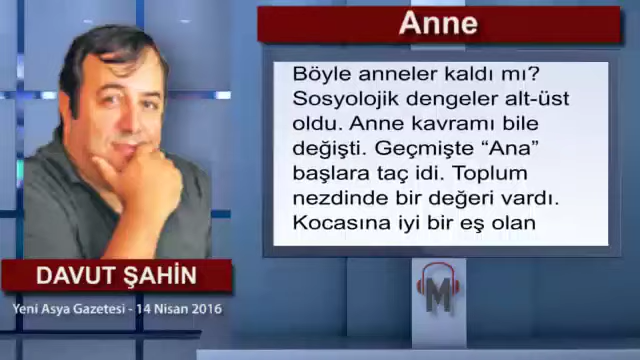 Anne
Böyle anneler kaldı mı?
Sosyolojik dengeler alt-üst
oldu. Anne kavramı bile
değişti. Geçmişte “Ana”
başlara taç idi. Toplum
nezdinde bir değeri vardı.
Kocasına iyi bir eş olan
DAVUT ŞAHİN
Yeni Asya Gazetesi - 14 Nisan 2016
M